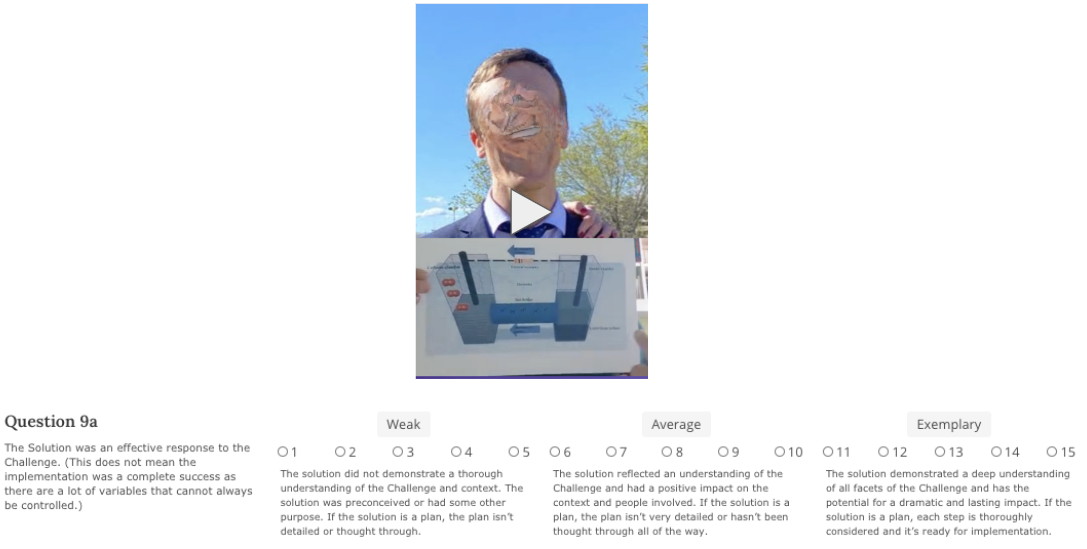 Question 9a
The Solution was an effective response to the
Challenge. (This does not mean the
implementation was a complete success as
there are a lot of variables that cannot always
be controlled.)
Weak
1 2 3 4 5
The solution did not demonstrate a thorough
understanding of the Challenge and context. The
solution was preconceived or had some other
purpose. If the solution is a plan, the plan isn't
detailed or thought through.
Average
6 7 8 9 10
The solution reflected an understanding of the
Challenge and had a positive impact on the
context and people involved. If the solution is a
plan, the plan isn't very detailed or hasn't been
thought through all of the way.
Exemplary
11 12 13 14 15
The solution demonstrated a deep understanding
of all facets of the Challenge and has the
potential for a dramatic and lasting impact. If the
solution is a plan, each step is thoroughly
considered and it's ready for implementation.